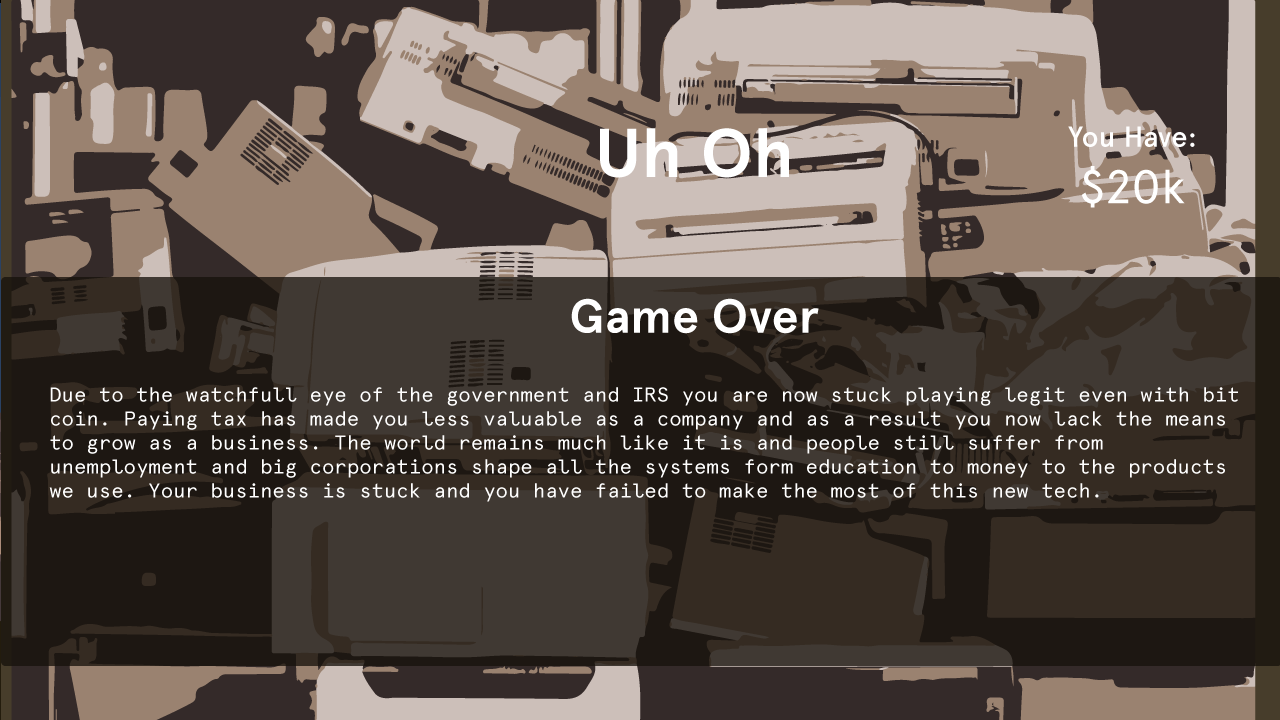 Uh Oh
You Have:
$20k
Game Over
Due to the watchfull eye of the government and IRS you are now stuck playing legit even with bit
coin. Paying tax has made you less valuable as a company and as a result you now lack the means
to grow as a business. The world remains much like it is and people still suffer from
unemployment and big corporations shape all the systems form education to money to the products
we use. Your business is stuck and you have failed to make the most of this new tech.